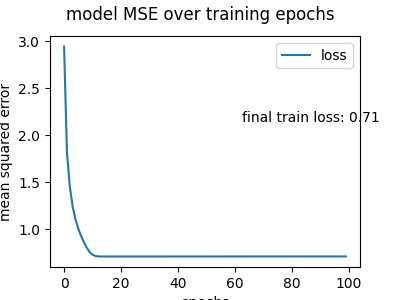 model MSE over training epochs
3.0
2.5
2.0
1.5
1.0
mean squared error
loss
final train loss: 0.71
0
20
40
60
80
100
epochs